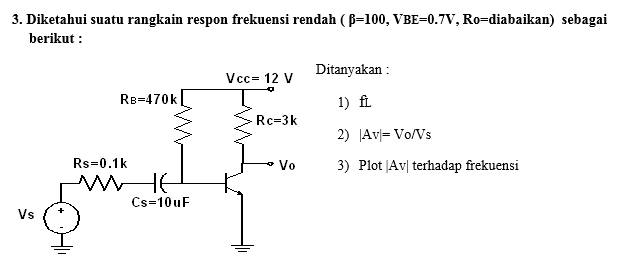 3. Diketahui suatu rangkain respon frekuensi rendah ( β=100, VBE=0.7V, Ro=diabaikan) sebagai
berikut :
Ditanyakan :
Vcc= 12 V
RB=470k
1) fL
Rc=3k
2) |Av|= Vo/Vs
Rs=0.1k
Vo
3) Plot |Av| terhadap frekuensi
Cs=10uF
Vs
+
-